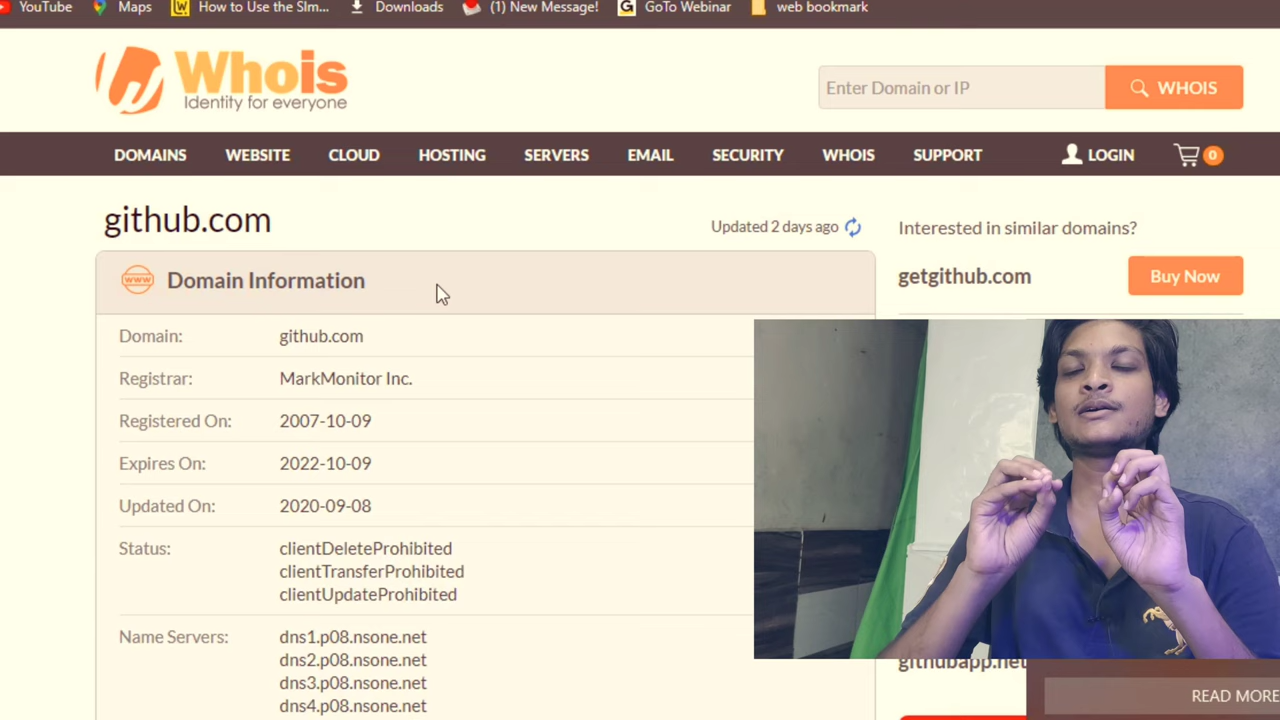 YouTube Maps How to Use the SIm... Downloads (1) New Message! GoTo Webinar web bookmark
Whois
Identity for everyone
Enter Domain or IP WHOIS
DOMAINS WEBSITE CLOUD HOSTING SERVERS EMAIL SECURITY WHOIS SUPPORT LOGIN 0
github.com
Updated 2 days ago
Interested in similar domains?
getgithub.com Buy Now
www Domain Information
Domain: github.com
Registrar: MarkMonitor Inc.
Registered On: 2007-10-09
Expires On: 2022-10-09
Updated On: 2020-09-08
Status: clientDeleteProhibited
clientTransferProhibited
clientUpdateProhibited
Name Servers: dns1.p08.nsone.net
dns2.p08.nsone.net
dns3.p08.nsone.net
dns4.p08.nsone.net
githubapp.net
READ MORE